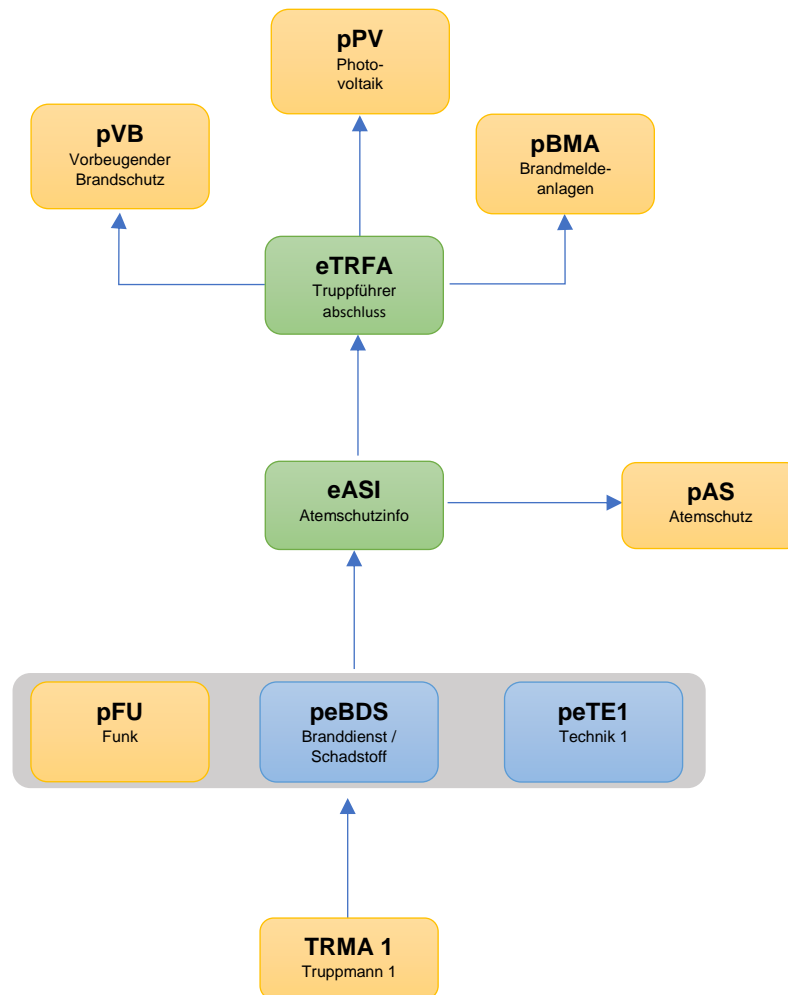 pPV
Photo-
voltaik
pVB
Vorbeugender
Brandschutz
pBMA
Brandmelde-
anlagen
eTRFA
Truppführer
abschluss
eASI
Atemschutzinfo
pAS
Atemschutz
pFU
Funk
peBDS
Branddienst /
Schadstoff
peTE1
Technik 1
TRMA 1
Truppmann 1